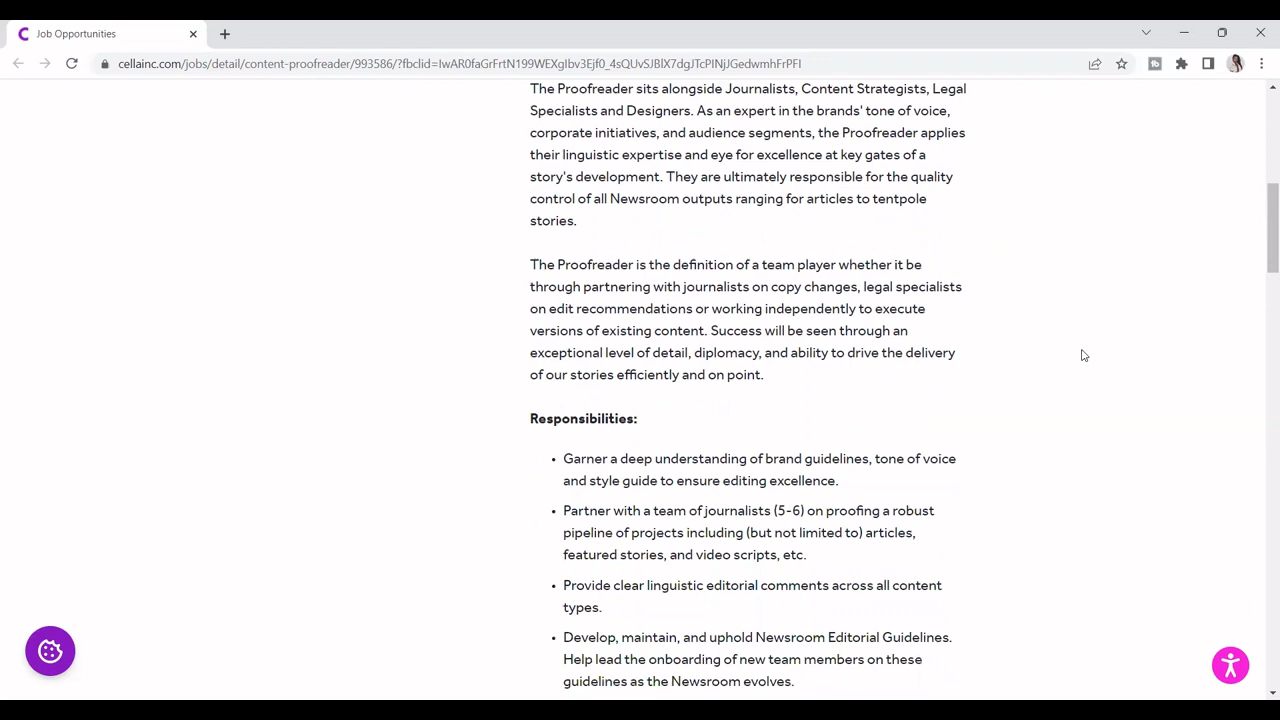 Job Opportunities
cellainc.com/jobs/detail/content-proofreader/993586/?fbclid=IwAR0faGrFrtN199WEXgIbv3Ejf0_4sQUvSJBlX7dgJTcPINjJGedwmhFrPFI
The Proofreader sits alongside Journalists, Content Strategists, Legal
Specialists and Designers. As an expert in the brands' tone of voice,
corporate initiatives, and audience segments, the Proofreader applies
their linguistic expertise and eye for excellence at key gates of a
story's development. They are ultimately responsible for the quality
control of all Newsroom outputs ranging for articles to tentpole
stories.
The Proofreader is the definition of a team player whether it be
through partnering with journalists on copy changes, legal specialists
on edit recommendations or working independently to execute
versions of existing content. Success will be seen through an
exceptional level of detail, diplomacy, and ability to drive the delivery
of our stories efficiently and on point.
Responsibilities:
• Garner a deep understanding of brand guidelines, tone of voice
and style guide to ensure editing excellence.
• Partner with a team of journalists (5-6) on proofing a robust
pipeline of projects including (but not limited to) articles,
featured stories, and video scripts, etc.
• Provide clear linguistic editorial comments across all content
types.
• Develop, maintain, and uphold Newsroom Editorial Guidelines.
Help lead the onboarding of new team members on these
guidelines as the Newsroom evolves.